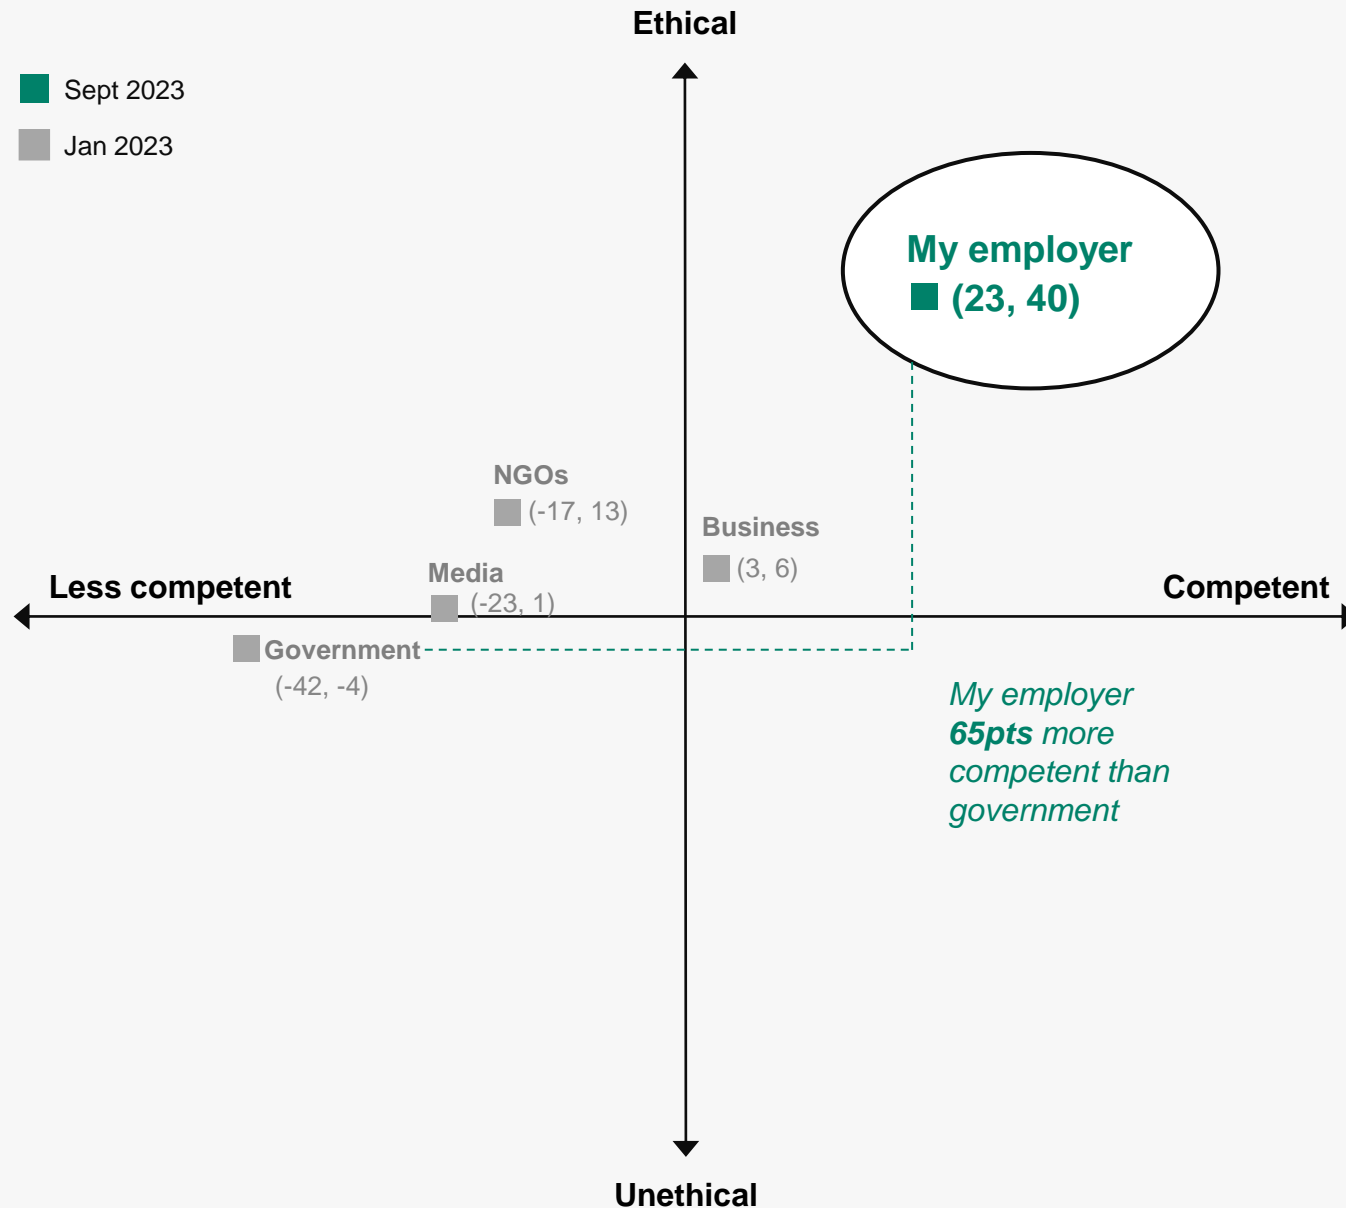 Ethical
Sept 2023
Jan 2023
My employer
(23, 40)
NGOs
(-17, 13)
Business
(3, 6)
Media
(-23, 1)
Less competent
Competent
Government
(-42, -4)
My employer
65pts more
competent than
government
Unethical